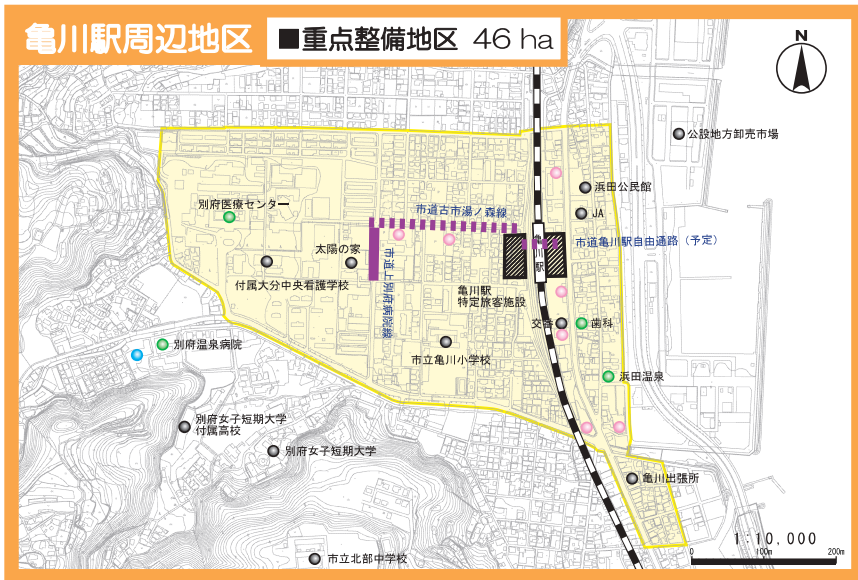 亀川駅周辺地区
■重点整備地区 46 ha
N
公設地方卸売市場
浜田公民館
JA
別府医療センター
市道古市湯ノ森線
市道亀川駅自由通路（予定）
太陽の家
付属大分中央看護学校
市道上別府病院線
亀川駅
亀川駅
特定旅客施設
交番
歯科
別府温泉病院
市立亀川小学校
浜田温泉
別府女子短期大学
付属高校
別府女子短期大学
亀川出張所
市立北部中学校
1:10,000
0 100m 200m